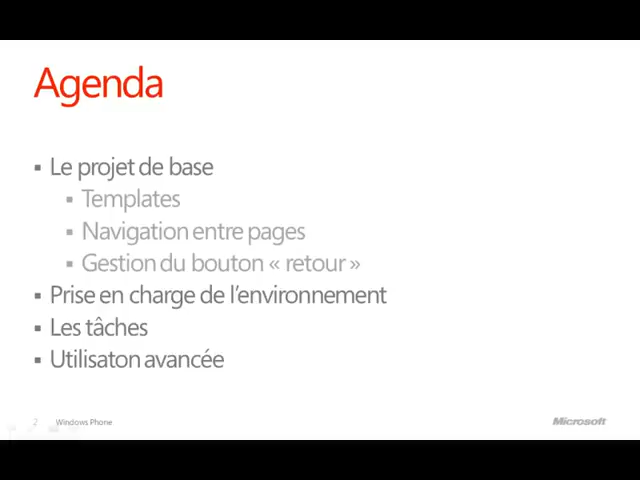 Agenda
Le projet de base
Templates
Navigation entre pages
Gestion du bouton « retour »
Prise en charge de l'environnement
Les tâches
Utilisaton avancée
2 Windows Phone
Microsoft